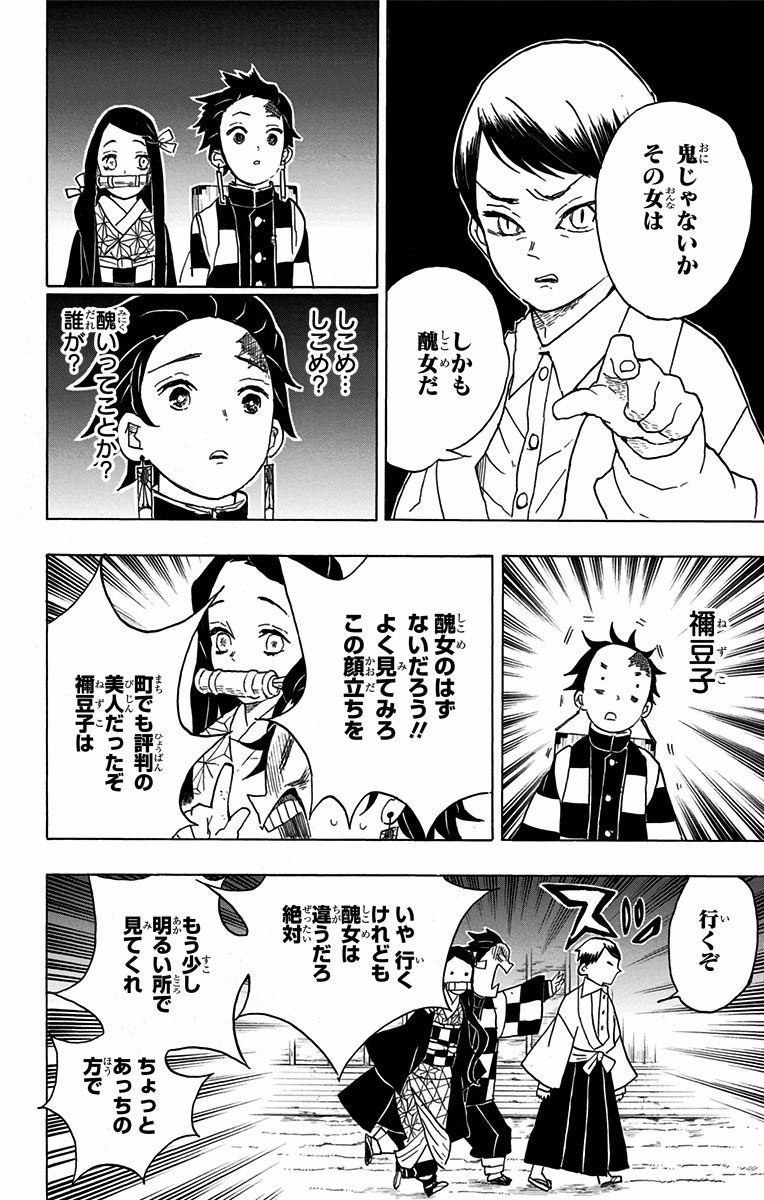 鬼じゃないか
その女は
しかも
醜女だ
しこめ…
しこめ？
醜いってことか？
誰が？
禰豆子
醜女のはず
ないだろう!!
よく見てみろ
この顔立ちを
町でも評判の
美人だったぞ
禰豆子は
行くぞ
スッ
いや 行く
けれども
醜女は
違うだろ
絶対
もう少し
明るい所で
見てくれ
ちょっと
あっちの
方で